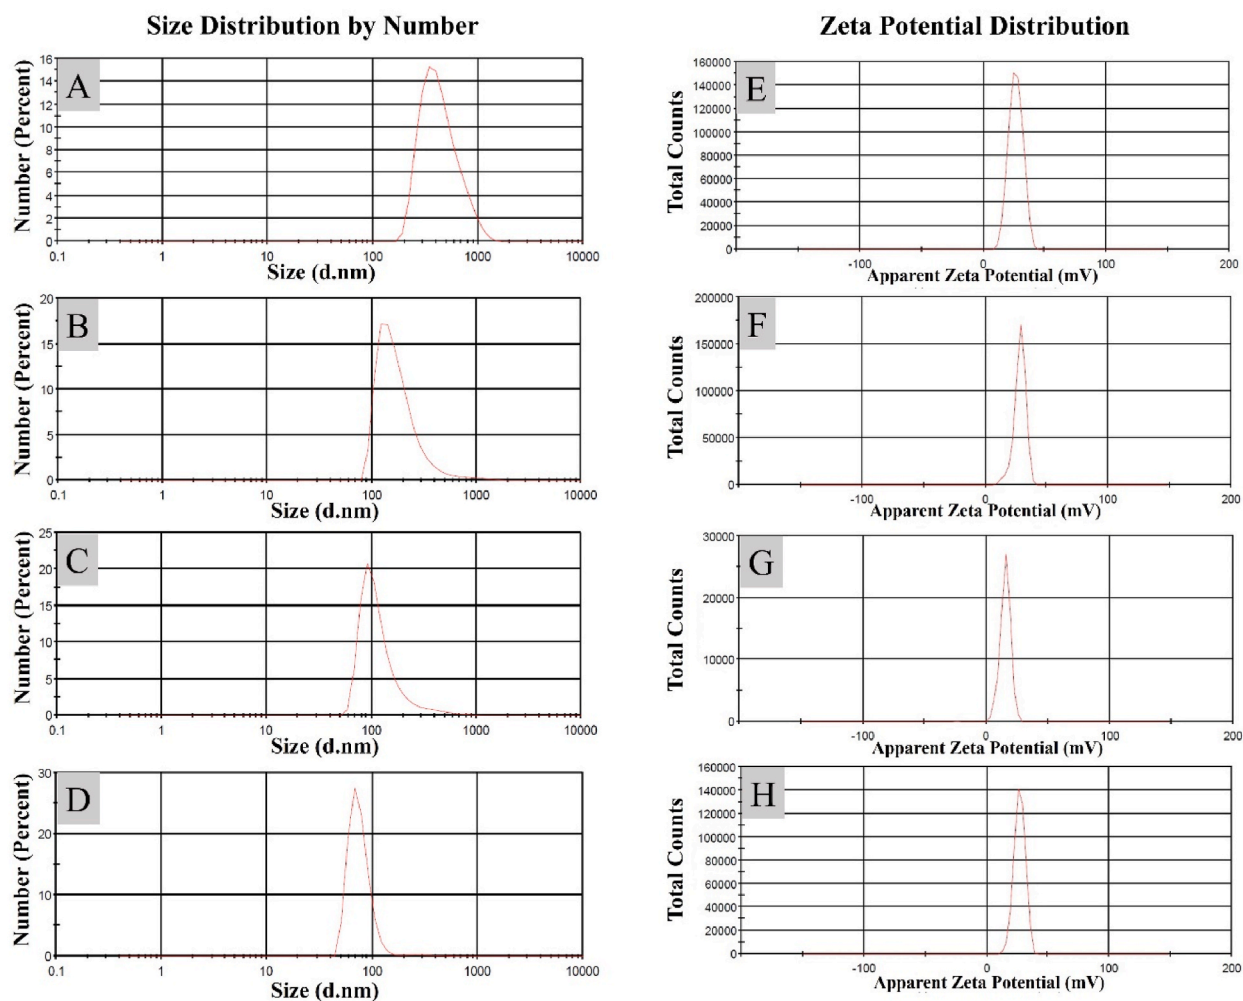 Size Distribution by Number
Zeta Potential Distribution
A
Number (Percent)
16
14
12
10
8
6
4
2
0
0.1 1 10 100 1000 10000
Size (d.nm)
E
Total Counts
160000
140000
120000
100000
80000
60000
40000
20000
0
-100 0 100 200
Apparent Zeta Potential (mV)
B
Number (Percent)
20
15
10
5
0
0.1 1 10 100 1000 10000
Size (d.nm)
F
Total Counts
200000
150000
100000
50000
0
-100 0 100 200
Apparent Zeta Potential (mV)
C
Number (Percent)
25
20
15
10
5
0
0.1 1 10 100 1000 10000
Size (d.nm)
G
Total Counts
30000
20000
10000
0
-100 0 100 200
Apparent Zeta Potential (mV)
D
Number (Percent)
30
20
10
0
0.1 1 10 100 1000 10000
Size (d.nm)
H
Total Counts
160000
140000
120000
100000
80000
60000
40000
20000
0
-100 0 100 200
Apparent Zeta Potential (mV)